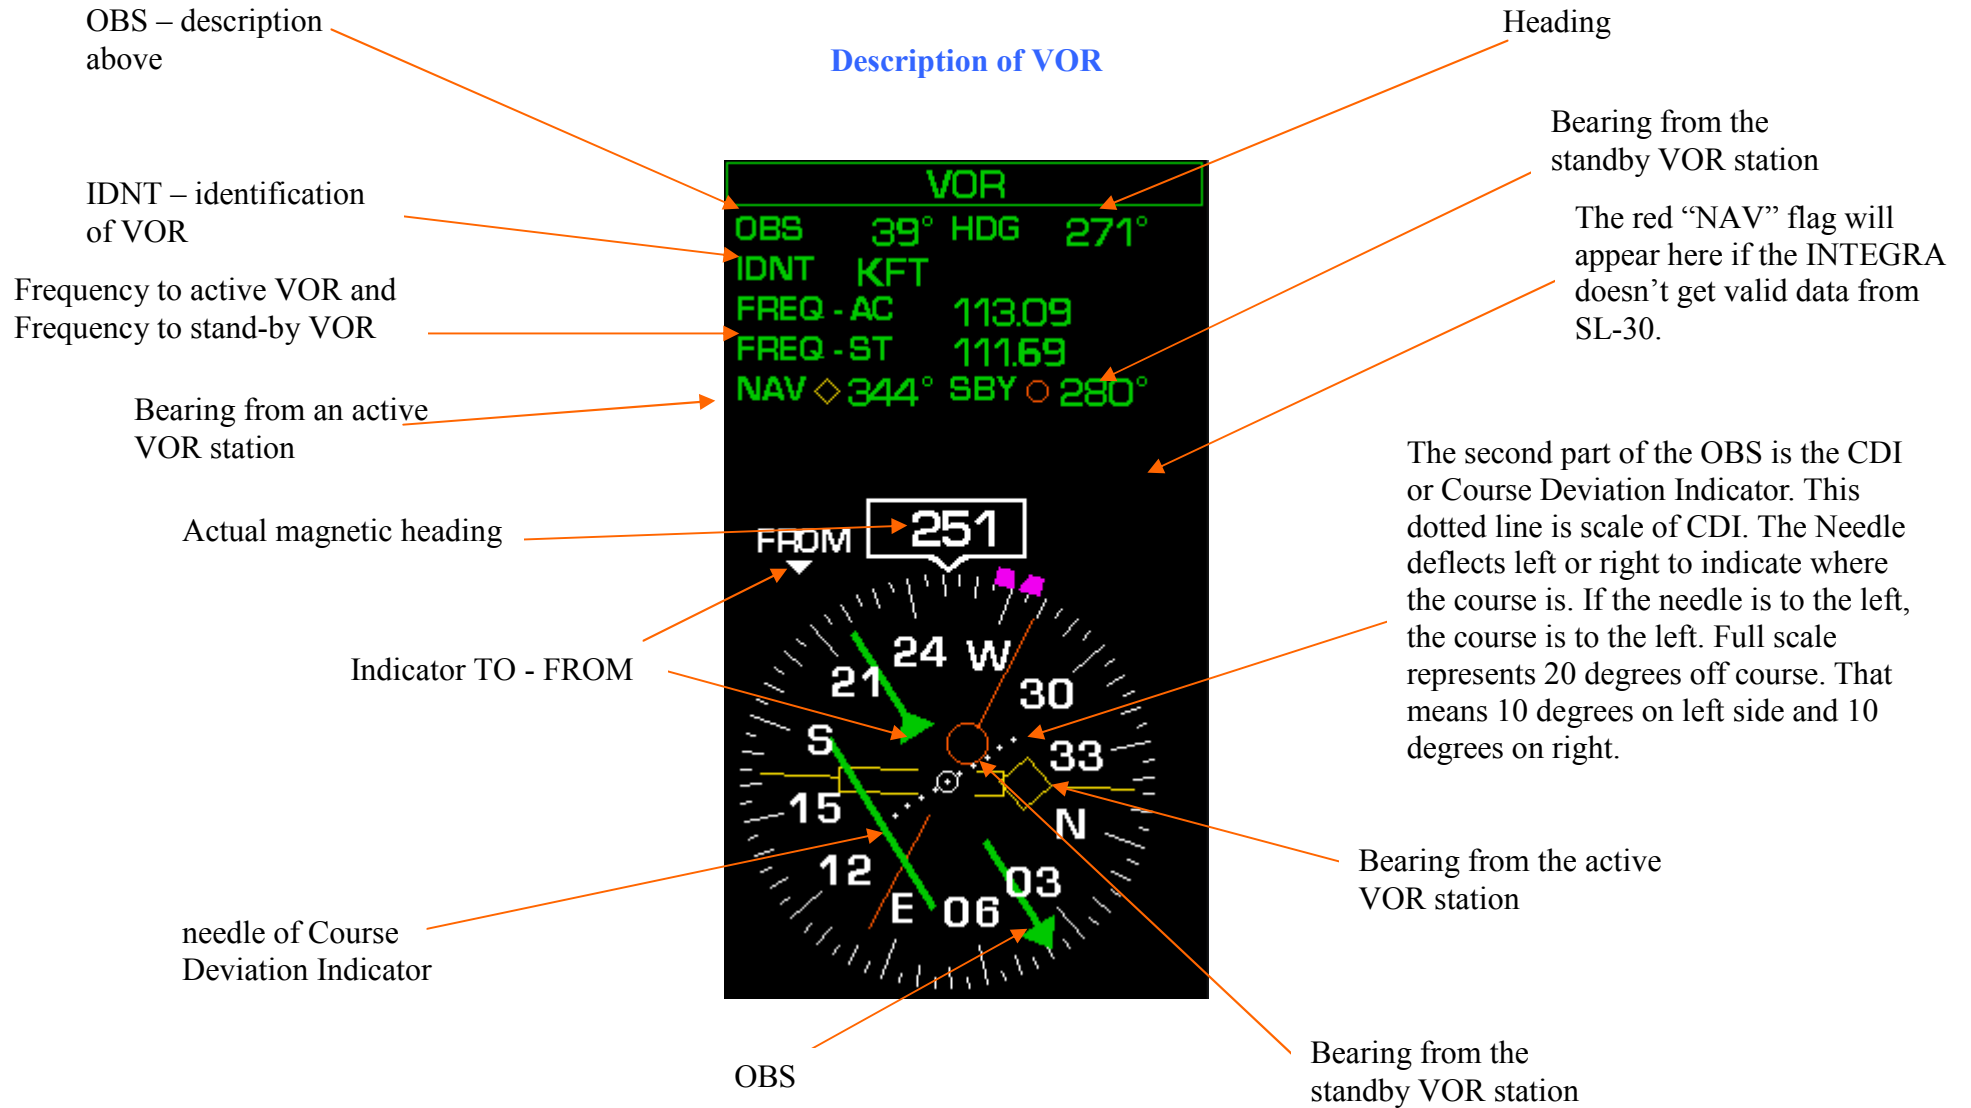 OBS – description
above
Description of VOR
Heading
Bearing from the
standby VOR station
IDNT – identification
of VOR
The red “NAV” flag will
appear here if the INTEGRA
doesn’t get valid data from
SL-30.
Frequency to active VOR and
Frequency to stand-by VOR
Bearing from an active
VOR station
VOR
OBS 39° HDG 271°
IDNT KFT
FREQ - AC 113.09
FREQ - ST 111.69
NAV 344° SBY 280°
The second part of the OBS is the CDI
or Course Deviation Indicator. This
dotted line is scale of CDI. The Needle
deflects left or right to indicate where
the course is. If the needle is to the left,
the course is to the left. Full scale
represents 20 degrees off course. That
means 10 degrees on left side and 10
degrees on right.
Actual magnetic heading
FROM 251
Indicator TO - FROM
24 W
21 30
S 33
15 N
12 03
E 06
Bearing from the active
VOR station
needle of Course
Deviation Indicator
OBS
Bearing from the
standby VOR station